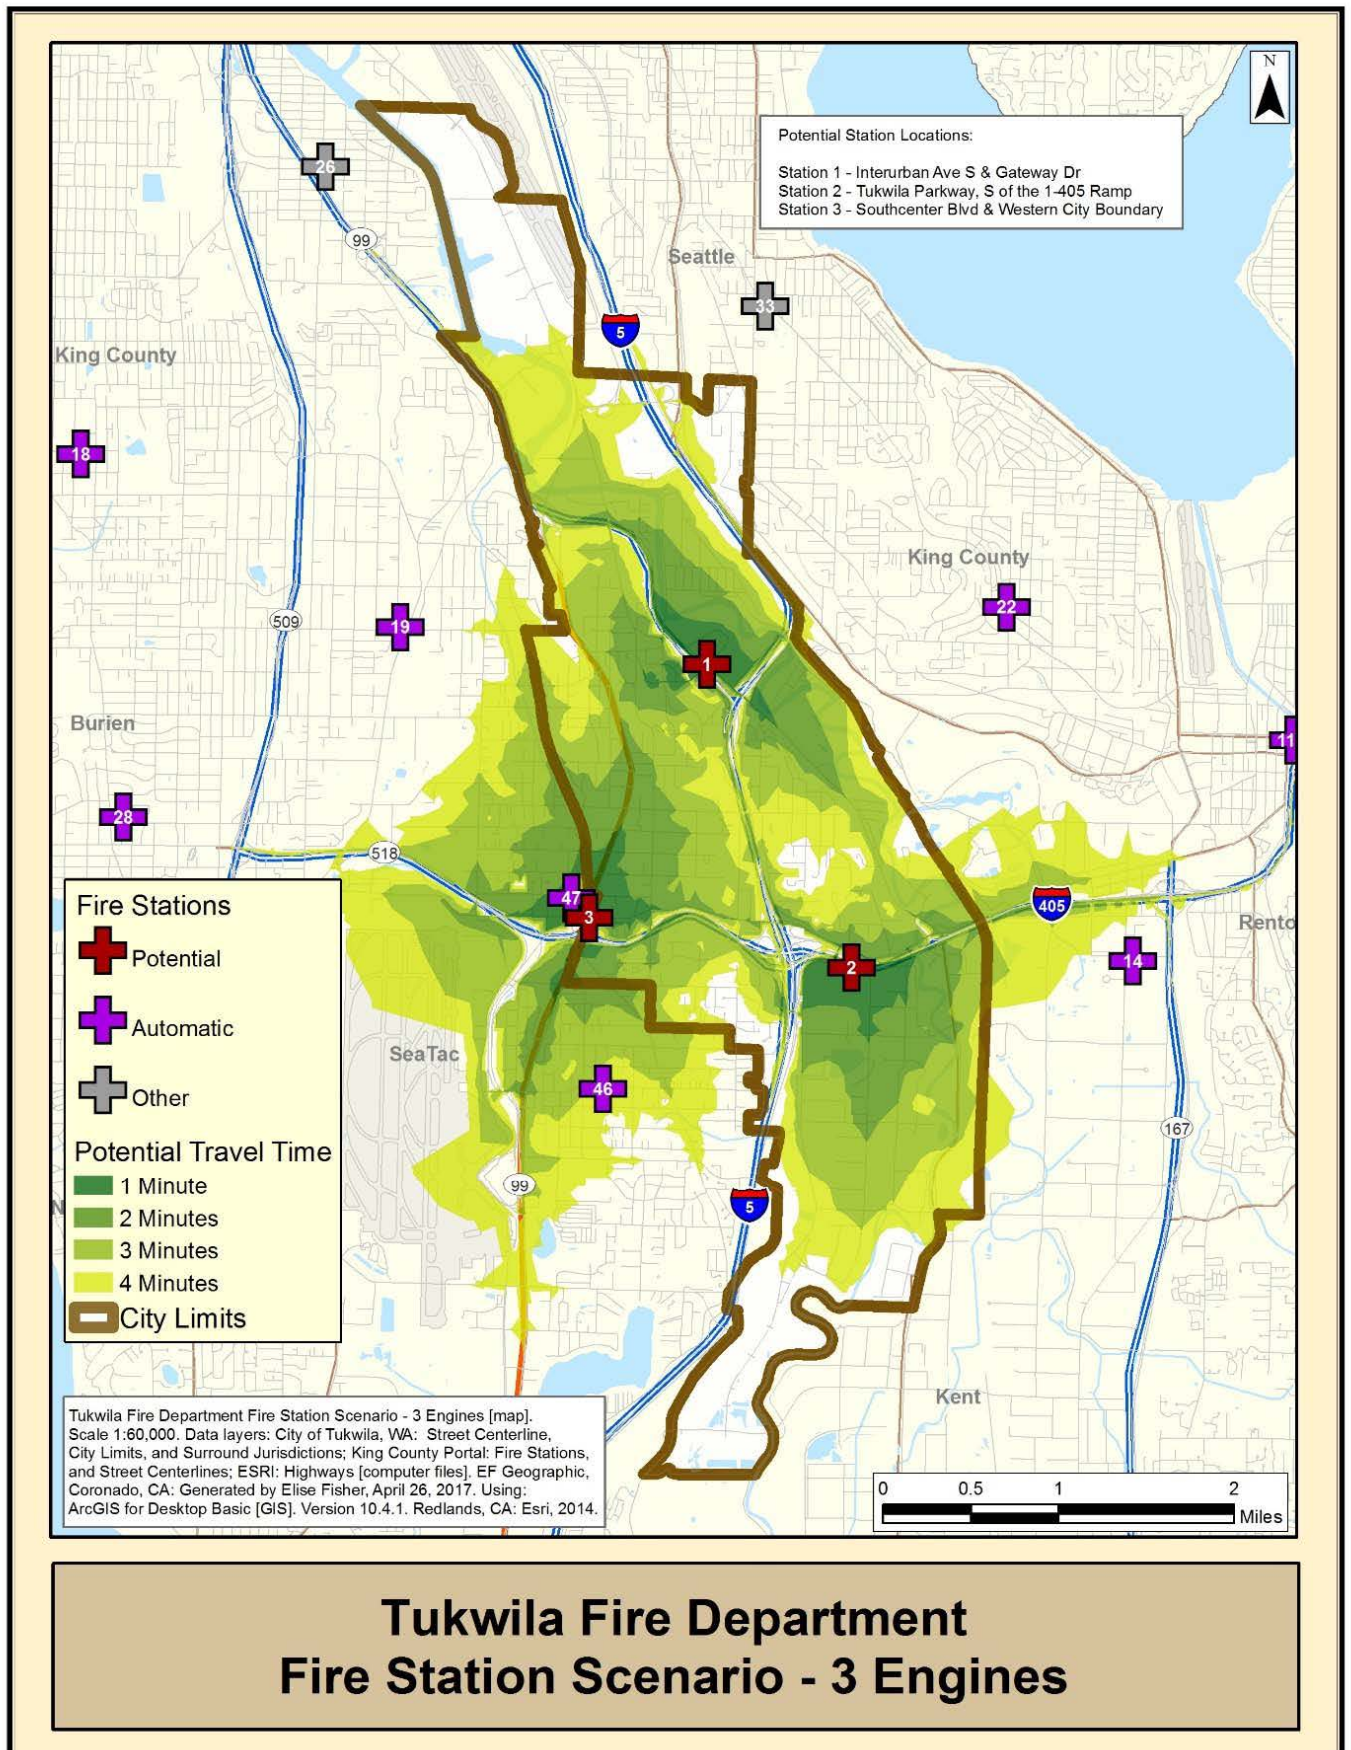 N
Potential Station Locations:
Station 1 - Interurban Ave S & Gateway Dr
Station 2 - Tukwila Parkway, S of the 1-405 Ramp
Station 3 - Southcenter Blvd & Western City Boundary
26
99
Seattle
33
5
King County
18
King County
22
19
509
1
Burien
11
28
518
47
3
405
Rento
2
14
SeaTac
46
167
99
5
N
Kent
Fire Stations
Potential
Automatic
Other
Potential Travel Time
1 Minute
2 Minutes
3 Minutes
4 Minutes
City Limits
Tukwila Fire Department Fire Station Scenario - 3 Engines [map].
Scale 1:60,000. Data layers: City of Tukwila, WA: Street Centerline,
City Limits, and Surround Jurisdictions; King County Portal: Fire Stations,
and Street Centerlines; ESRI: Highways [computer files]. EF Geographic,
Coronado, CA: Generated by Elise Fisher, April 26, 2017. Using:
ArcGIS for Desktop Basic [GIS]. Version 10.4.1. Redlands, CA: Esri, 2014.
0 0.5 1 2
Miles
Tukwila Fire Department
Fire Station Scenario - 3 Engines